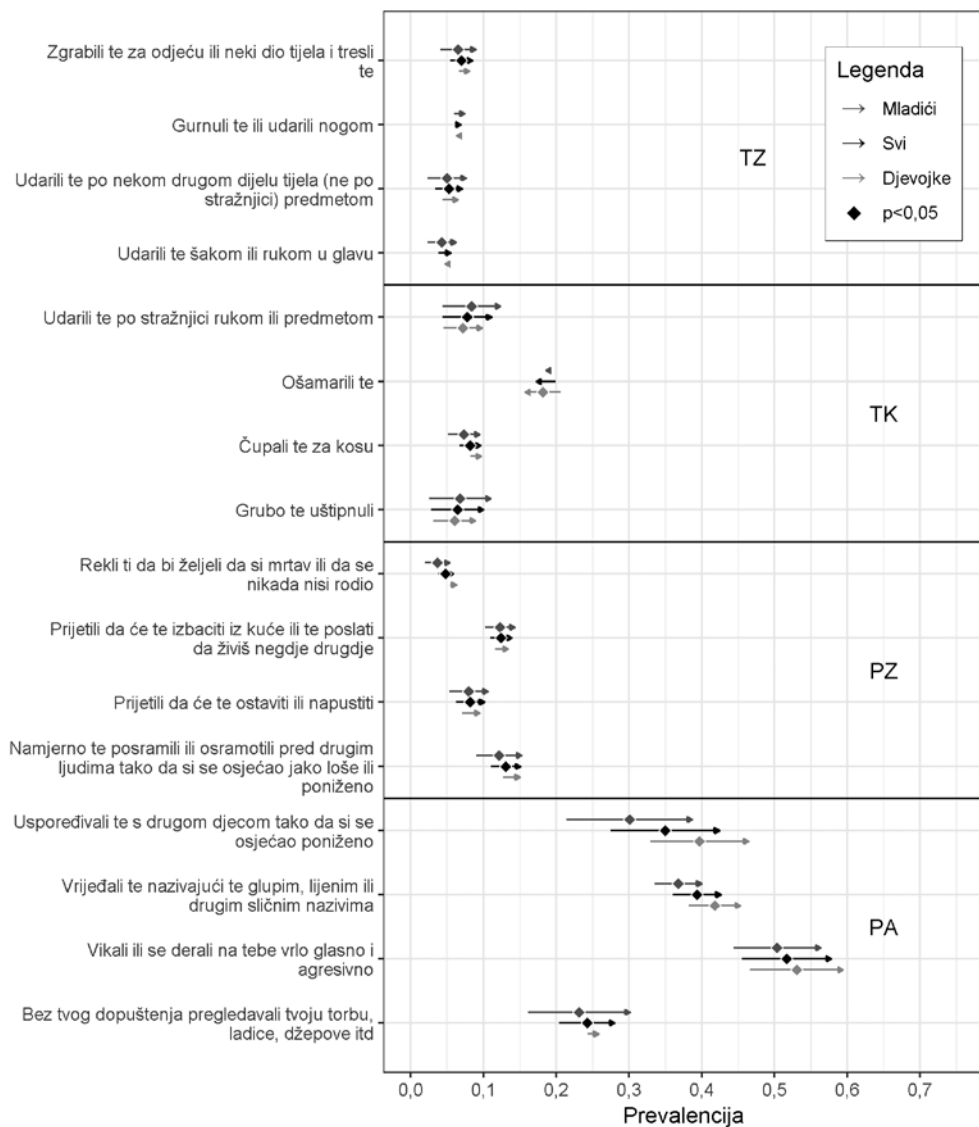 Zgrabili te za odjeću ili neki dio tijela i tresli
te
Gurnuli te ili udarili nogom
Udarili te po nekom drugom dijelu tijela (ne po
stražnjici) predmetom
Udarili te šakom ili rukom u glavu
Legenda
Mladići
Svi
Djevojke
p<0,05
TZ
Udarili te po stražnjici rukom ili predmetom
Ošamarili te
Čupali te za kosu
Grubo te uštipnuli
TK
Rekli ti da bi željeli da si mrtav ili da se
nikada nisi rodio
Prijetili da će te izbaciti iz kuće ili te poslati
da živiš negdje drugdje
Prijetili da će te ostaviti ili napustiti
Namjerno te posramili ili osramotili pred drugim
ljudima tako da si se osjećao jako loše ili
poniženo
PZ
Uspoređivali te s drugom djecom tako da si se
osjećao poniženo
Vrijeđali te nazivajući te glupim, lijenim ili
drugim sličnim nazivima
Vikali ili se derali na tebe vrlo glasno i
agresivno
Bez tvog dopuštenja pregledavali tvoju torbu,
ladice, džepove itd
PA
0,0 0,1 0,2 0,3 0,4 0,5 0,6 0,7
Prevalencija